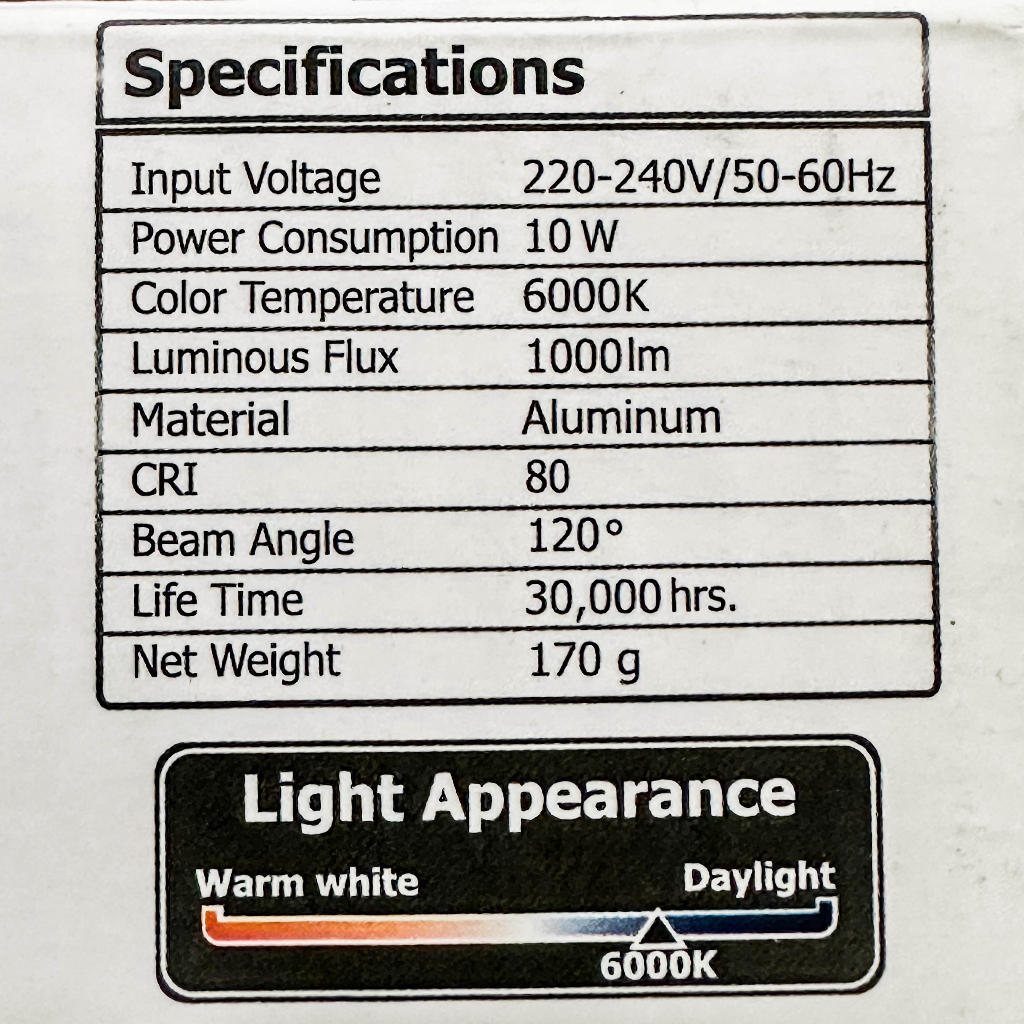 Specifications
Input Voltage 220-240V/50-60Hz
Power Consumption 10 W
Color Temperature 6000K
Luminous Flux 1000lm
Material Aluminum
CRI 80
Beam Angle 120°
Life Time 30,000 hrs.
Net Weight 170 g
Light Appearance
Warm white Daylight
6000K